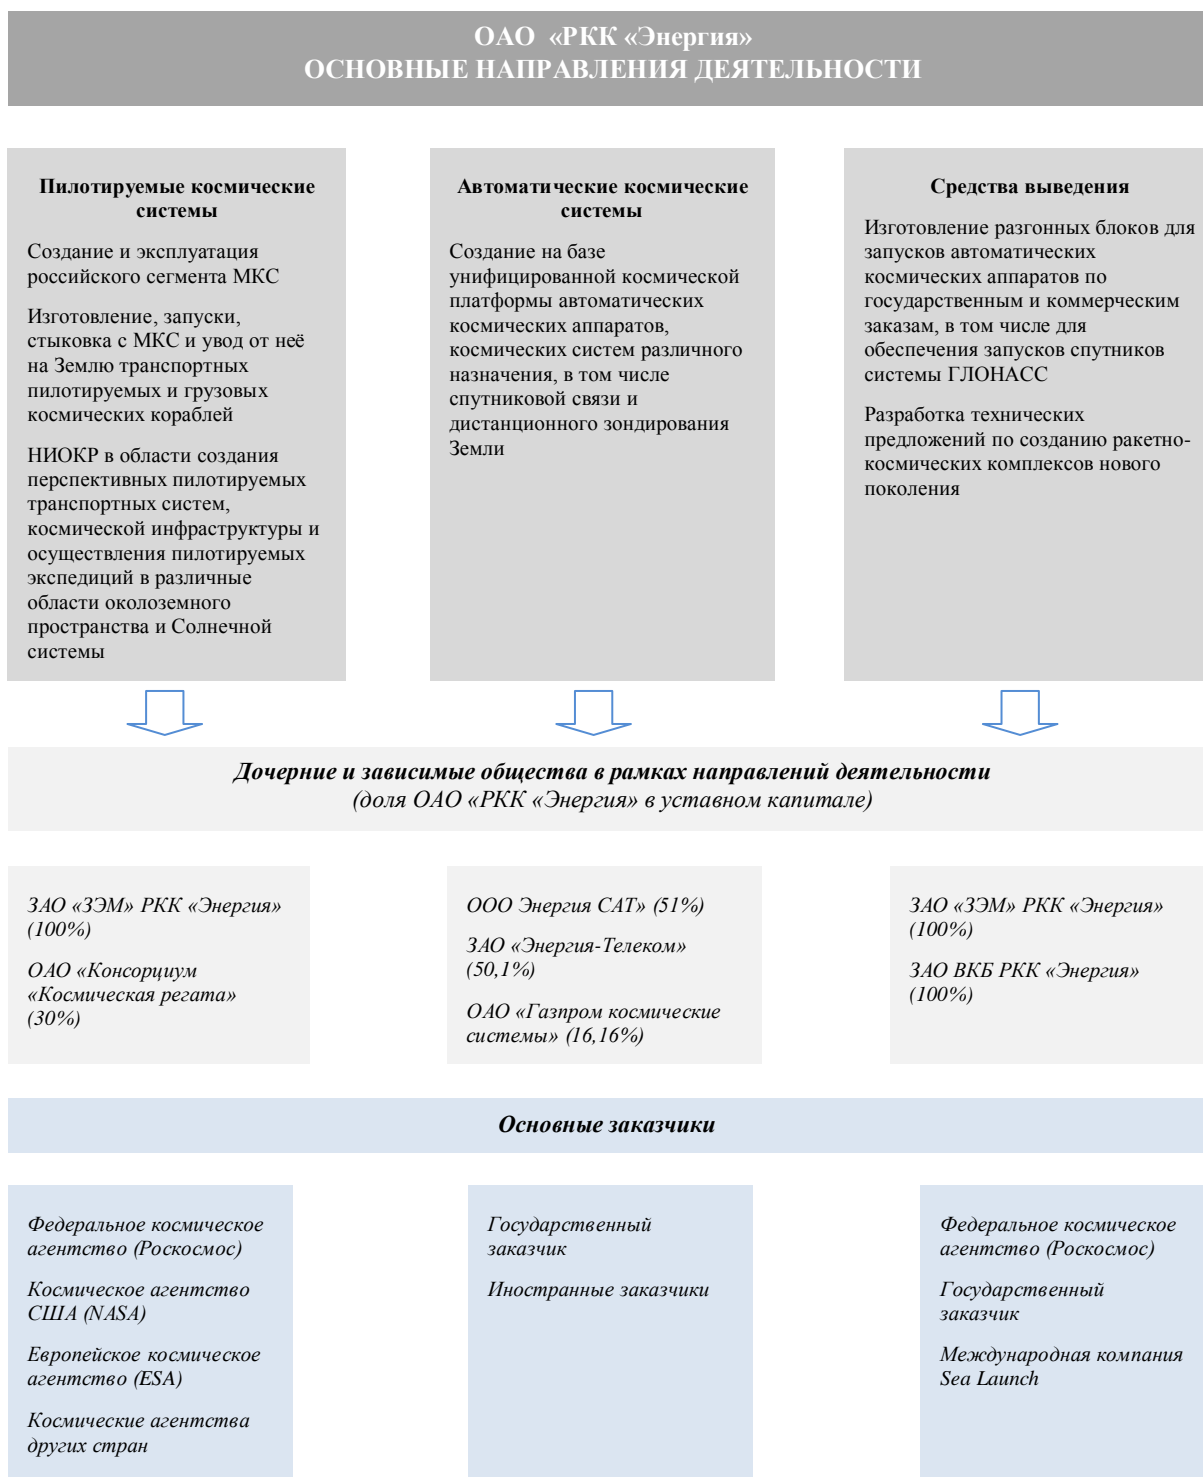 ОАО «РКК «Энергия»
ОСНОВНЫЕ НАПРАВЛЕНИЯ ДЕЯТЕЛЬНОСТИ
Пилотируемые космические
системы
Создание и эксплуатация
российского сегмента МКС
Изготовление, запуски,
стыковка с МКС и увод от неё
на Землю транспортных
пилотируемых и грузовых
космических кораблей
НИОКР в области создания
перспективных пилотируемых
транспортных систем,
космической инфраструктуры и
осуществления пилотируемых
экспедиций в различные
области околоземного
пространства и Солнечной
системы
Автоматические космические
системы
Создание на базе
унифицированной космической
платформы автоматических
космических аппаратов,
космических систем различного
назначения, в том числе
спутниковой связи и
дистанционного зондирования
Земли
Средства выведения
Изготовление разгонных блоков для
запусков автоматических
космических аппаратов по
государственным и коммерческим
заказам, в том числе для
обеспечения запусков спутников
системы ГЛОНАСС
Разработка технических
предложений по созданию ракетно-
космических комплексов нового
поколения
Дочерние и зависимые общества в рамках направлений деятельности
(доля ОАО «РКК «Энергия» в уставном капитале)
ЗАО «ЗЭМ» РКК «Энергия»
(100%)
ОАО «Консорциум
«Космическая регата»
(30%)
ООО Энергия САТ» (51%)
ЗАО «Энергия-Телеком»
(50,1%)
ОАО «Газпром космические
системы» (16,16%)
ЗАО «ЗЭМ» РКК «Энергия»
(100%)
ЗАО ВКБ РКК «Энергия»
(100%)
Основные заказчики
Федеральное космическое
агентство (Роскосмос)
Космическое агентство
США (NASA)
Европейское космическое
агентство (ESA)
Космические агентства
других стран
Государственный
заказчик
Иностранные заказчики
Федеральное космическое
агентство (Роскосмос)
Государственный
заказчик
Международная компания
Sea Launch